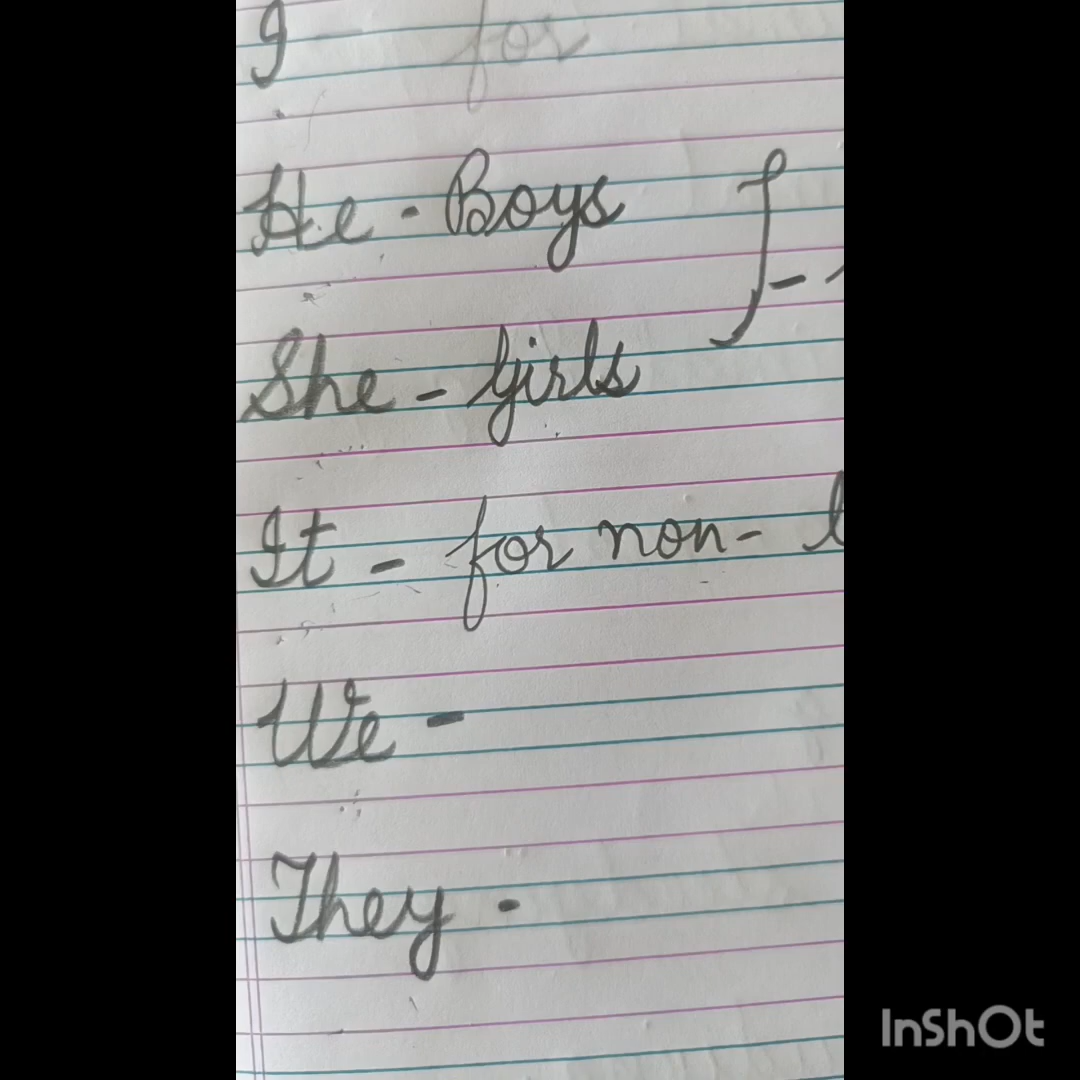 I - for
He - Boys
She - Girls
It - for non-
We -
They -
InShOt